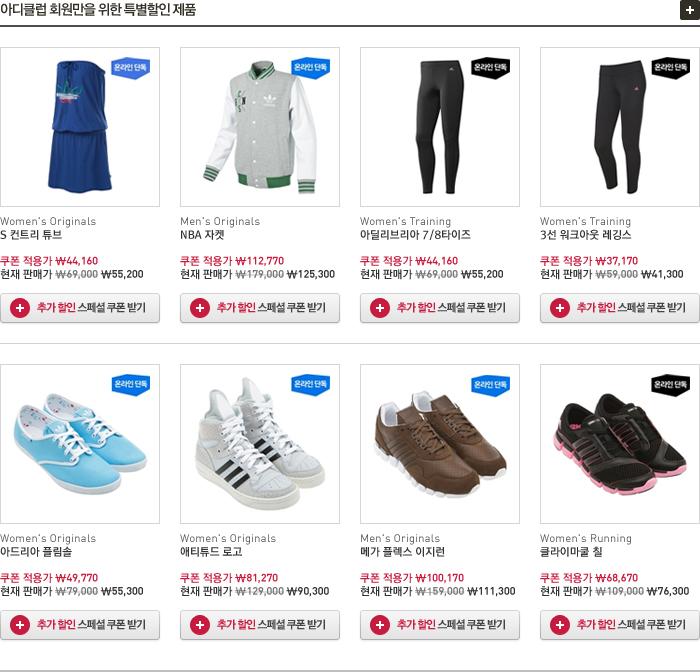 아디클럽 회원만을 위한 특별할인 제품
온라인 단독
온라인 단독
온라인 단독
온라인 단독
Women's Originals
S 컨트리 튜브
쿠폰 적용가 ₩44,160
현재 판매가 ₩69,000 ₩55,200
추가 할인 스페셜 쿠폰 받기
Men's Originals
NBA 자켓
쿠폰 적용가 ₩112,770
현재 판매가 ₩179,000 ₩125,300
추가 할인 스페셜 쿠폰 받기
Women's Training
아딜리브리아 7/8타이즈
쿠폰 적용가 ₩44,160
현재 판매가 ₩69,000 ₩55,200
추가 할인 스페셜 쿠폰 받기
Women's Training
3선 워크아웃 레깅스
쿠폰 적용가 ₩37,170
현재 판매가 ₩59,000 ₩41,300
추가 할인 스페셜 쿠폰 받기
온라인 단독
온라인 단독
온라인 단독
온라인 단독
Women's Originals
아드리아 플림솔
쿠폰 적용가 ₩49,770
현재 판매가 ₩79,000 ₩55,300
추가 할인 스페셜 쿠폰 받기
Women's Originals
애티튜드 로고
쿠폰 적용가 ₩81,270
현재 판매가 ₩129,000 ₩90,300
추가 할인 스페셜 쿠폰 받기
Men's Originals
메가 플렉스 이지런
쿠폰 적용가 ₩100,170
현재 판매가 ₩159,000 ₩111,300
추가 할인 스페셜 쿠폰 받기
Women's Running
클라이마쿨 칠
쿠폰 적용가 ₩68,670
현재 판매가 ₩109,000 ₩76,300
추가 할인 스페셜 쿠폰 받기